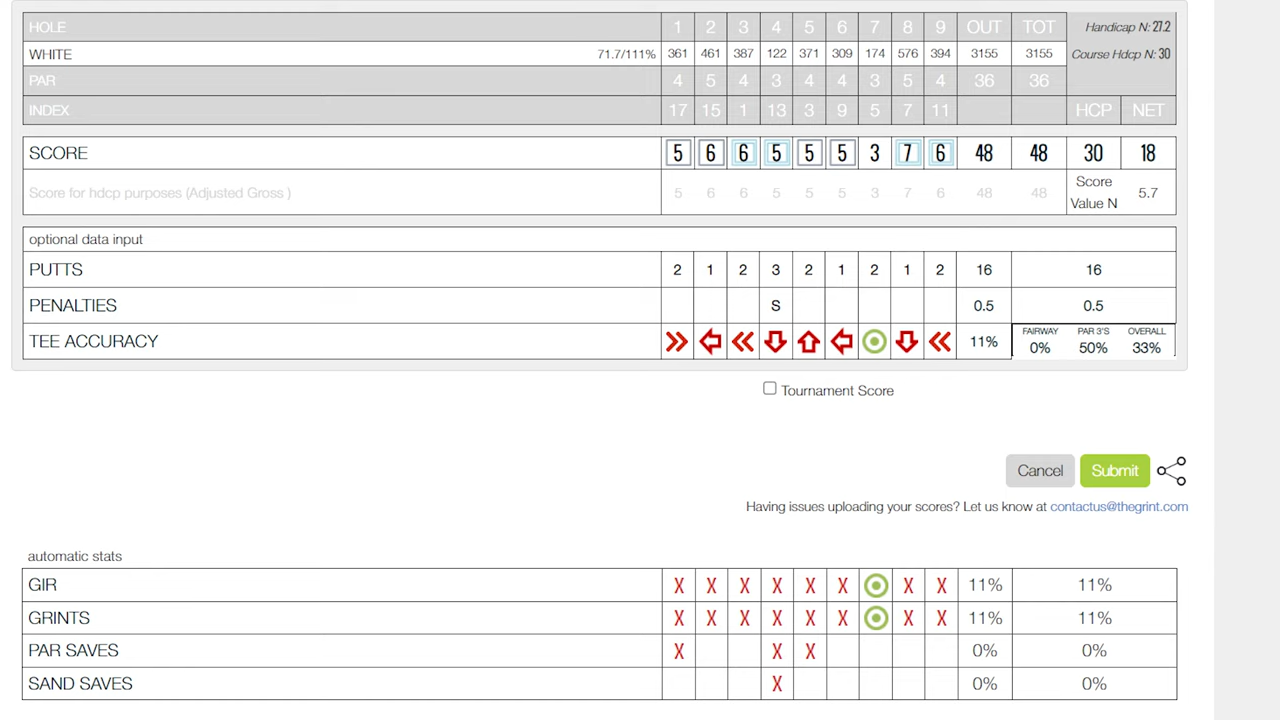 HOLE 1 2 3 4 5 6 7 8 9 OUT TOT Handicap N: 27.2
WHITE 71.7/111% 361 461 387 122 371 309 174 576 394 3155 3155 Course Hdcp N: 30
PAR 4 5 4 3 4 4 3 5 4 36 36
INDEX 17 15 1 13 3 9 5 7 11 HCP NET
SCORE 5 6 6 5 5 5 3 7 6 48 48 30 18
Score for hdcp purposes (Adjusted Gross ) 5 6 6 5 5 5 3 7 6 48 48 Score Value N 5.7
optional data input
PUTTS 2 1 2 3 2 1 2 1 2 16 16
PENALTIES S 0.5 0.5
TEE ACCURACY 11% FAIRWAY 0% PAR 3'S 50% OVERALL 33%
Tournament Score
Cancel Submit
Having issues uploading your scores? Let us know at contactus@thegrint.com
automatic stats
GIR X X X X X X X X 11% 11%
GRINTS X X X X X X X X 11% 11%
PAR SAVES X X X 0% 0%
SAND SAVES X 0% 0%